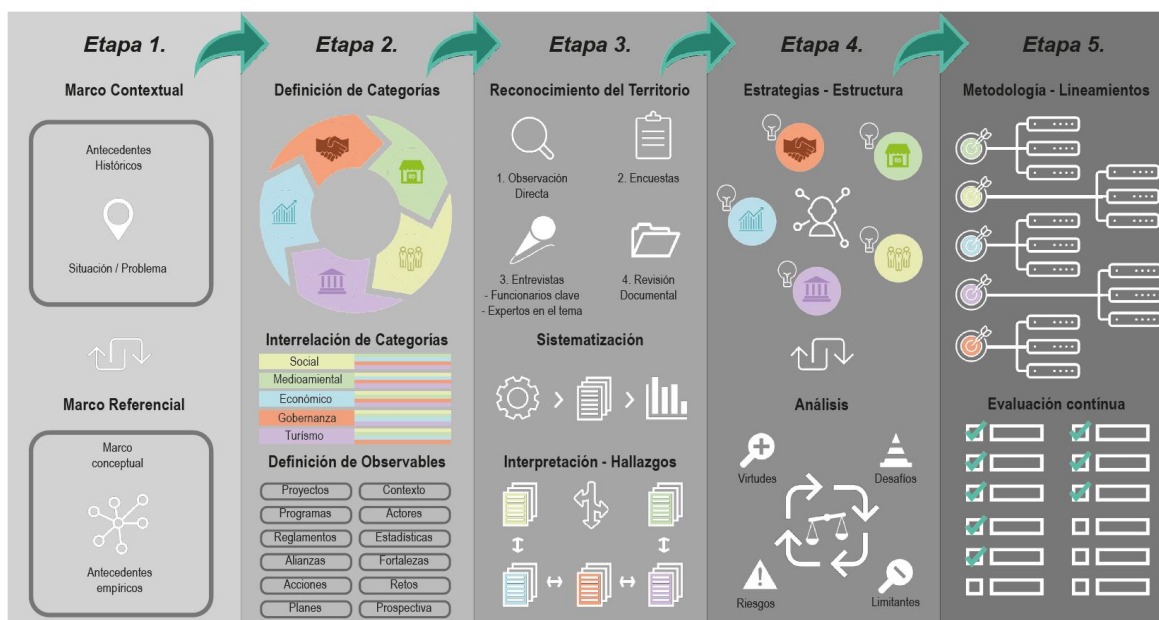 Etapa 1.
Marco Contextual
Antecedentes
Históricos
Situación / Problema
Marco Referencial
Marco
conceptual
Antecedentes
empíricos
Etapa 2.
Definición de Categorías
Interrelación de Categorías
Social
Medioamiental
Económico
Gobernanza
Turísmo
Definición de Observables
Proyectos
Contexto
Programas
Actores
Reglamentos
Estadísticas
Alianzas
Fortalezas
Acciones
Retos
Planes
Prospectiva
Etapa 3.
Reconocimiento del Territorio
1. Observación
Directa
2. Encuestas
3. Entrevistas
- Funcionarios clave
- Expertos en el tema
4. Revisión
Documental
Sistematización
Interpretación - Hallazgos
Etapa 4.
Estrategias - Estructura
Análisis
Virtudes
Desafíos
Riesgos
Limitantes
Etapa 5.
Metodologia - Lineamientos
Evaluación contínua